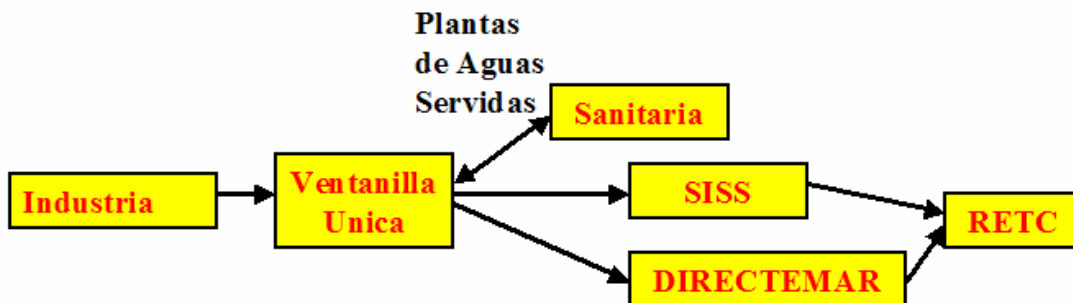 Plantas
de Aguas
Servidas
Sanitaria
Industria
Ventanilla
Unica
SISS
RETC
DIRECTEMAR